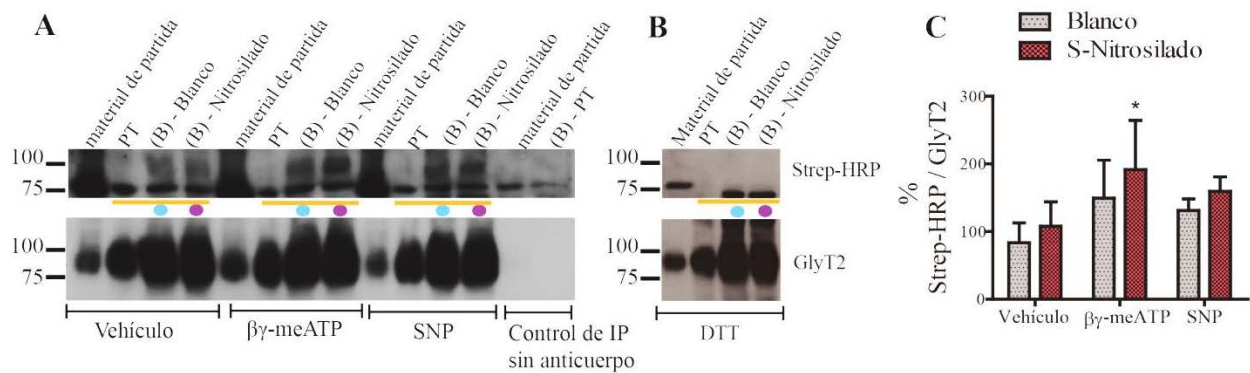 A
material de partida
PT
(B) - Blanco
(B) - Nitrosilado
material de partida
PT
(B) - Blanco
(B) - Nitrosilado
material de partida
PT
(B) - Blanco
(B) - Nitrosilado
material de partida
(B) - PT
100
75
100
75
Vehículo
βγ-meATP
SNP
Control de IP
sin anticuerpo
B
Material de partida
PT
(B) - Blanco
(B) - Nitrosilado
100
75
Strep-HRP
100
75
GlyT2
DTT
C
Blanco
S-Nitrosilado
%
Strep-HRP / GlyT2
300
200
100
0
*
Vehículo
βγ-meATP
SNP